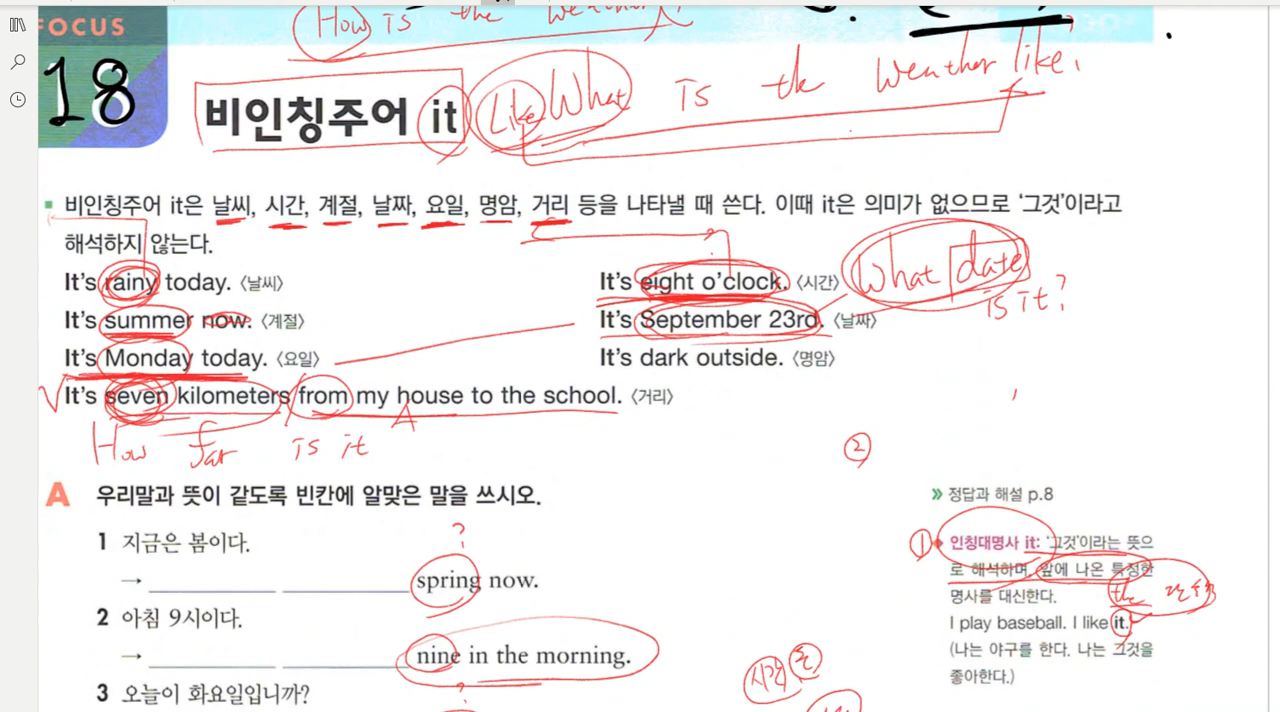 FOCUS
How is the weather?
18
비인칭주어 it
Like What is the weather like?
비인칭주어 it은 날씨, 시간, 계절, 날짜, 요일, 명암, 거리 등을 나타낼 때 쓴다. 이때 it은 의미가 없으므로 '그것'이라고
해석하지 않는다.
It's rainy today. 〈날씨〉
It's eight o'clock. 〈시간〉
What date
is it?
It's summer now. 〈계절〉
It's September 23rd. 〈날짜〉
It's Monday today. 〈요일〉
It's dark outside. 〈명암〉
It's seven kilometers from my house to the school. 〈거리〉
How far is it
②
A 우리말과 뜻이 같도록 빈칸에 알맞은 말을 쓰시오.
» 정답과 해설 p.8
1 지금은 봄이다.
?
→ ____________ ____________ spring now.
2 아침 9시이다.
→ ____________ ____________ nine in the morning.
3 오늘이 화요일입니까?
?
①
인칭대명사 it: '그것'이라는 뜻으
로 해석하며, 앞에 나온 특정한
명사를 대신한다.
the 단수
I play baseball. I like it.
(나는 야구를 한다. 나는 그것을
좋아한다.)
시간